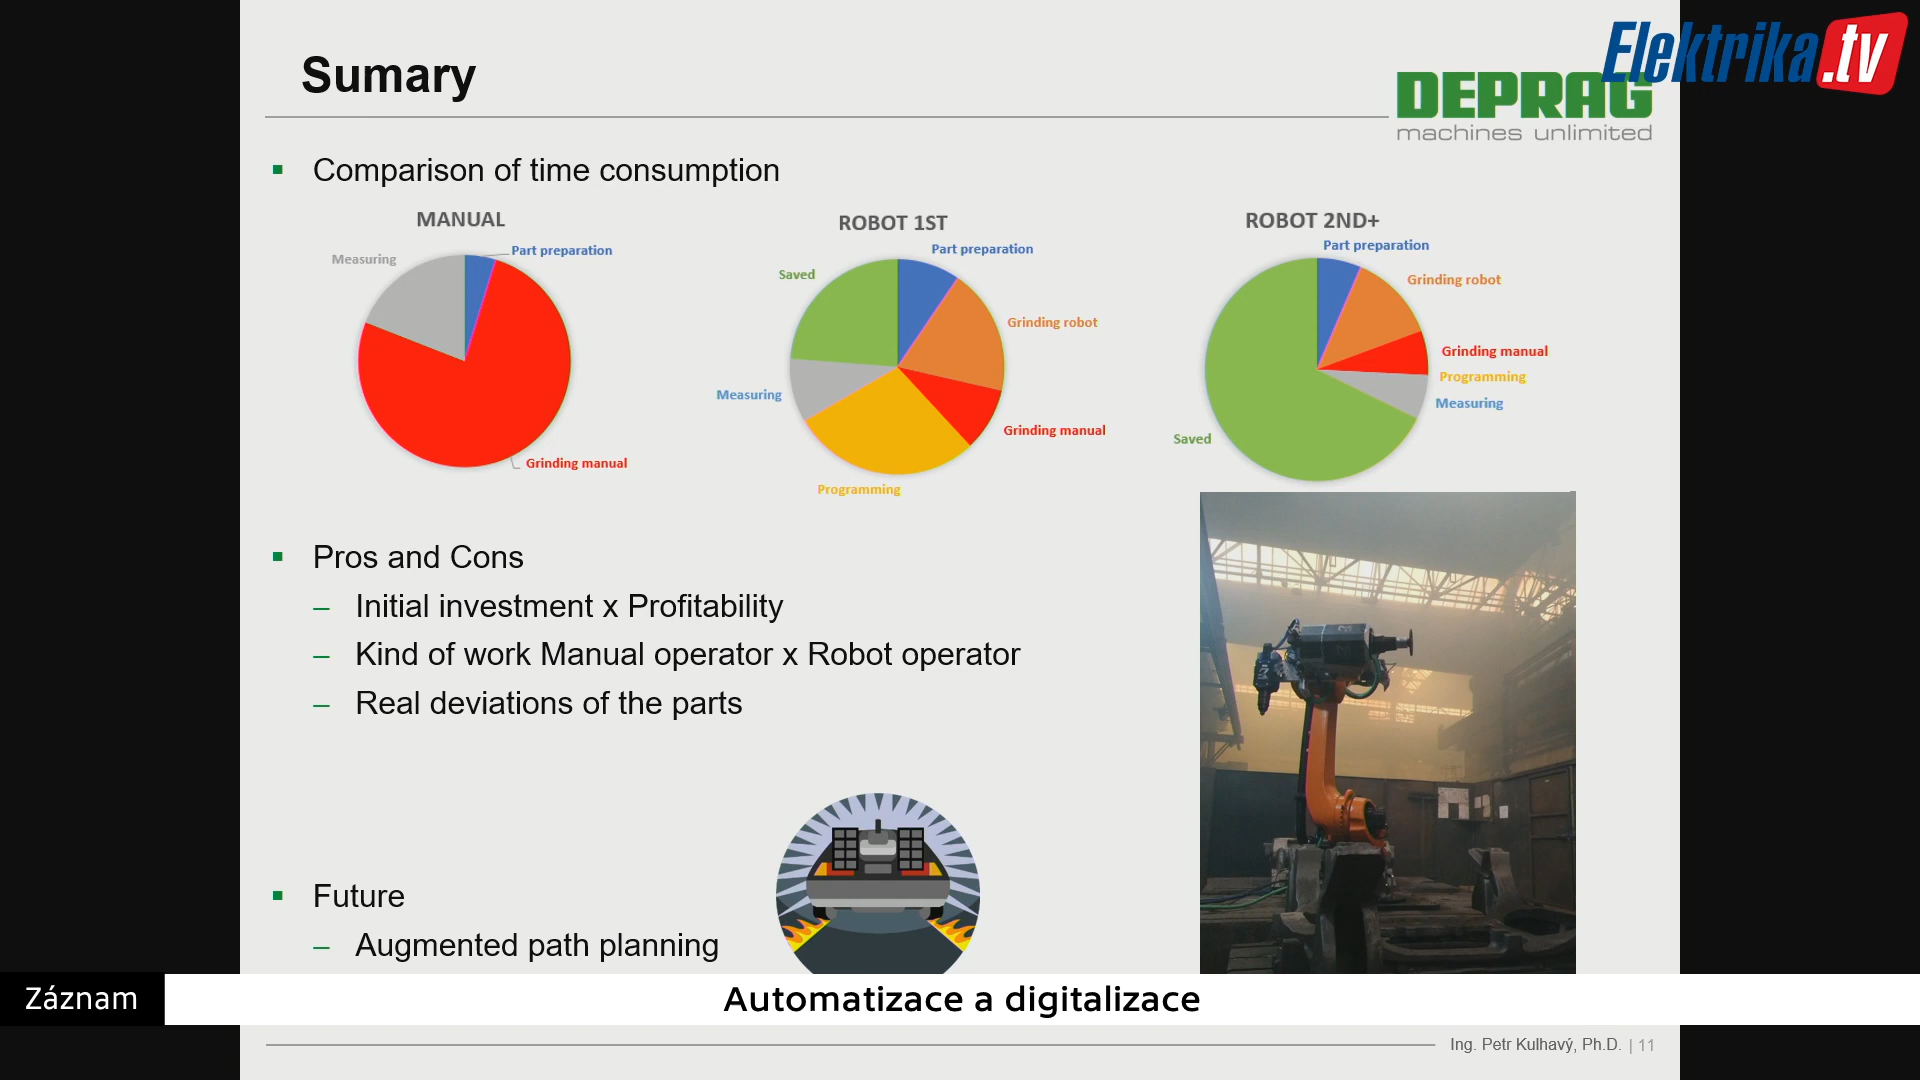 Sumary
Elektrika.tv
DEPRAG
machines unlimited
Comparison of time consumption
MANUAL
Measuring
Part preparation
Grinding manual
ROBOT 1ST
Part preparation
Saved
Grinding robot
Measuring
Grinding manual
Programming
ROBOT 2ND+
Part preparation
Grinding robot
Grinding manual
Programming
Measuring
Saved
Pros and Cons
– Initial investment x Profitability
– Kind of work Manual operator x Robot operator
– Real deviations of the parts
Future
– Augmented path planning
Záznam
Automatizace a digitalizace
Ing. Petr Kulhavý, Ph.D. | 11